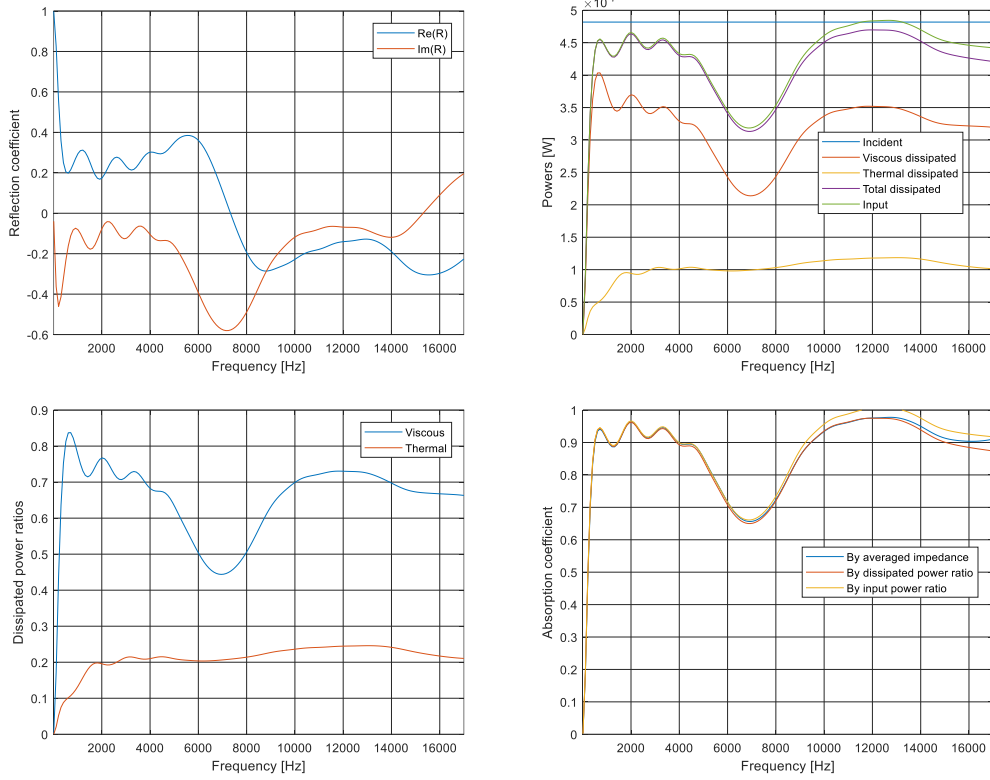 Reflection coefficient
1
0.8
0.6
0.4
0.2
0
-0.2
-0.4
-0.6
Re(R)
Im(R)
2000 4000 6000 8000 10000 12000 14000 16000
Frequency [Hz]
Powers [W]
5
4.5
4
3.5
3
2.5
2
1.5
1
0.5
0
Incident
Viscous dissipated
Thermal dissipated
Total dissipated
Input
2000 4000 6000 8000 10000 12000 14000 16000
Frequency [Hz]
Dissipated power ratios
0.9
0.8
0.7
0.6
0.5
0.4
0.3
0.2
0.1
0
Viscous
Thermal
2000 4000 6000 8000 10000 12000 14000 16000
Frequency [Hz]
Absorption coefficient
1
0.9
0.8
0.7
0.6
0.5
0.4
0.3
0.2
0.1
0
By averaged impedance
By dissipated power ratio
By input power ratio
2000 4000 6000 8000 10000 12000 14000 16000
Frequency [Hz]